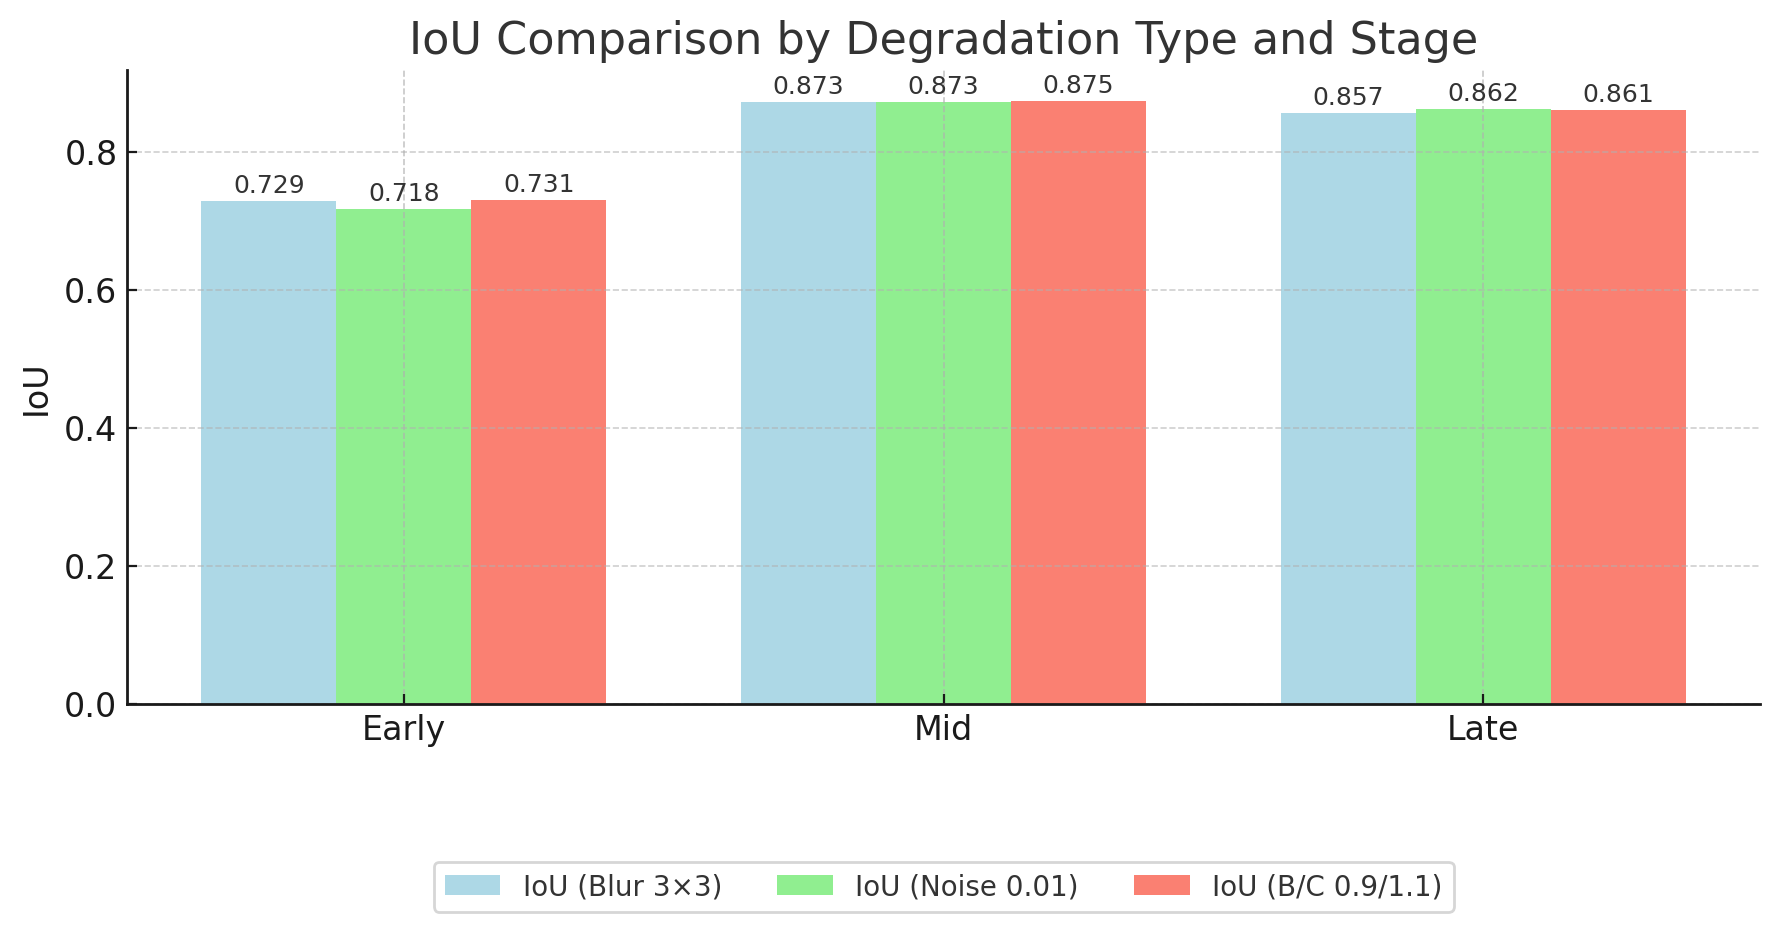 IoU Comparison by Degradation Type and Stage
0.873 0.873 0.875
0.857 0.862 0.861
0.729 0.718 0.731
0.8
0.6
0.4
0.2
0.0
IoU
Early Mid Late
IoU (Blur 3×3) IoU (Noise 0.01) IoU (B/C 0.9/1.1)